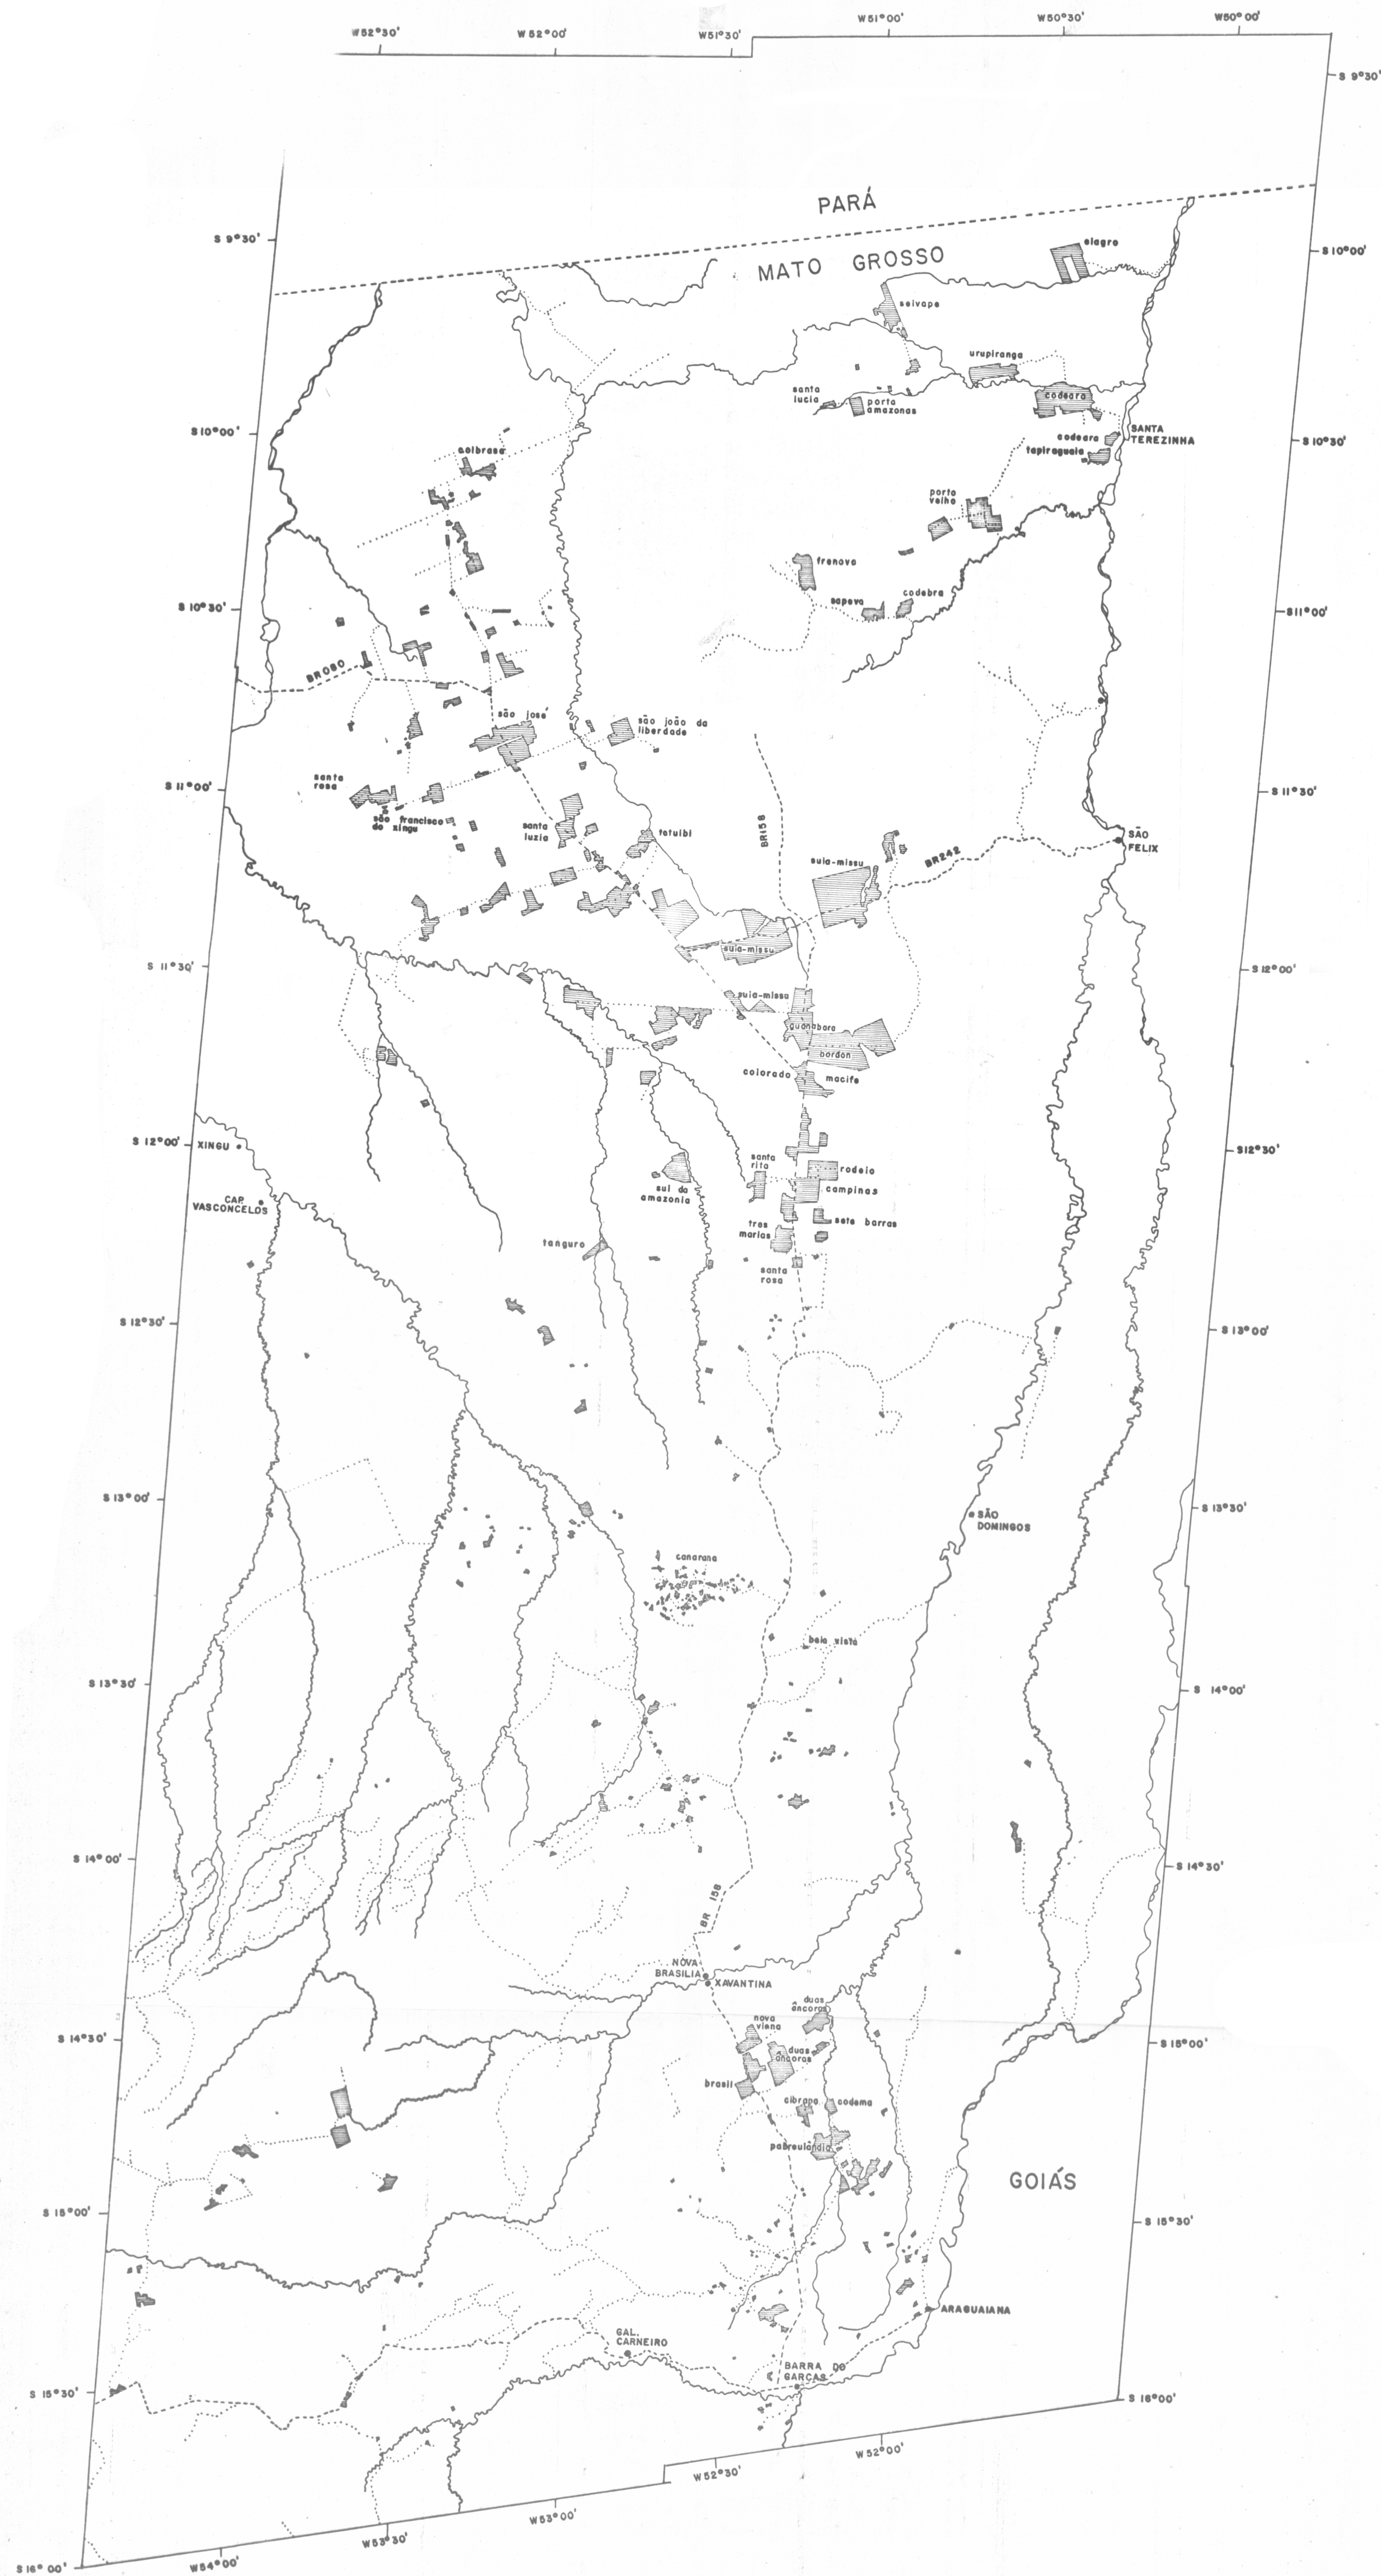 W52°30'
W52°00'
W51°30'
W51°00'
W50°30'
W50°00'
S 9°30'
PARÁ
MATO GROSSO
S 9°30'
elagro
S10°00'
seivape
urupiranga
santa
lucia
porta
amazonas
codeara
S10°00'
SANTA
TEREZINHA
codeara
tapiraguaia
S10°30'
colbrasa
porto
velho
frenova
sapeva
codebra
S10°30'
S11°00'
BR080
são josé
são joão da
liberdade
santa
rosa
S11°00'
são francisco
do xingu
santa
luzia
tatuibi
BR158
S11°30'
SÃO
FELIX
BR242
suia-missu
suia-missu
S 11°30'
S12°00'
suia-missu
guanabara
bordon
colorado
macife
S 12°00'
XINGU
S12°30'
santa
rita
rodeio
campinas
sul da
amazonia
CAP.
VASCONCELOS
tres
marias
sete barras
tanguro
santa
rosa
S 12°30'
S 13°00'
S 13°00'
S 13°30'
SÃO
DOMINGOS
canarana
bela vista
S 13°30'
S 14°00'
S 14°00'
S 14°30'
BR 158
NOVA
BRASILIA
XAVANTINA
duas
âncoras
nova
viena
S 14°30'
S 15°00'
duas
âncoras
brasil
cibrapa
codema
pabreulândia
GOIÁS
S 15°00'
S 15°30'
ARAGUAIANA
GAL.
CARNEIRO
BARRA DO
GARÇAS
S 15°30'
S 16°00'
W52°00'
W52°30'
W53°00'
W53°30'
W54°00'
S16°00'